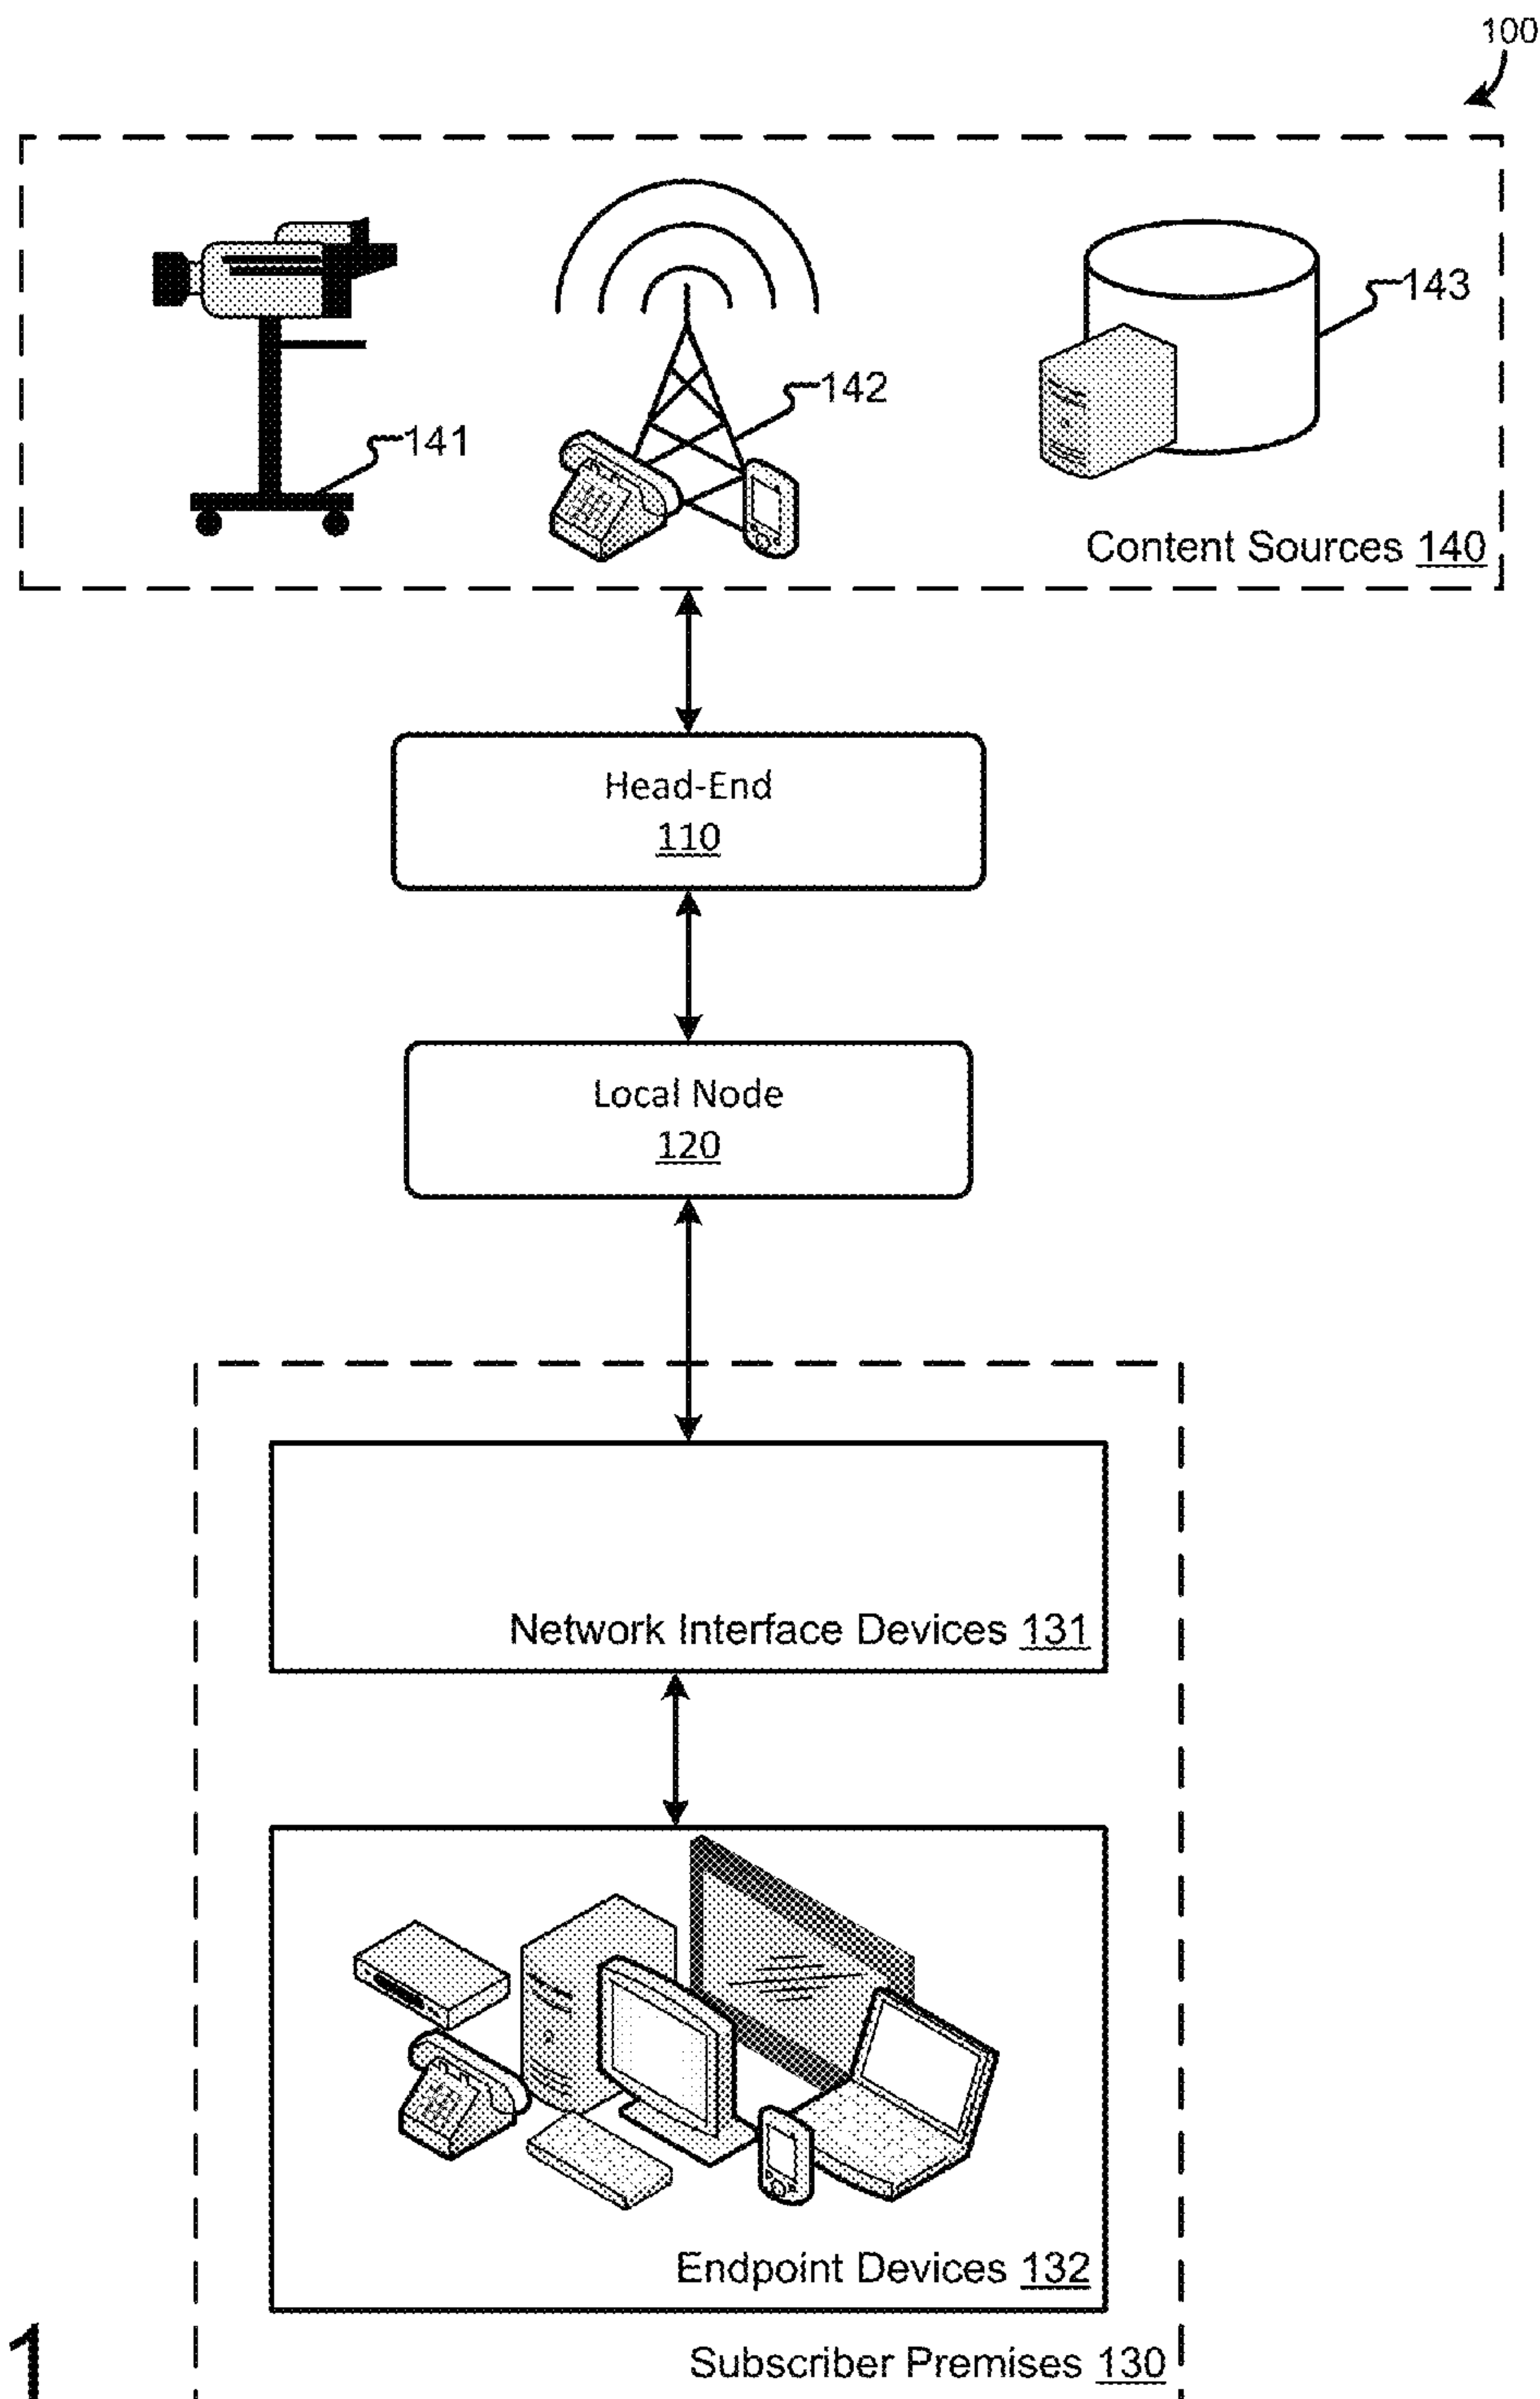 100
143
142
141
Content Sources 140
Head-End
110
Local Node
120
Network Interface Devices 131
Endpoint Devices 132
Subscriber Premises 130
1